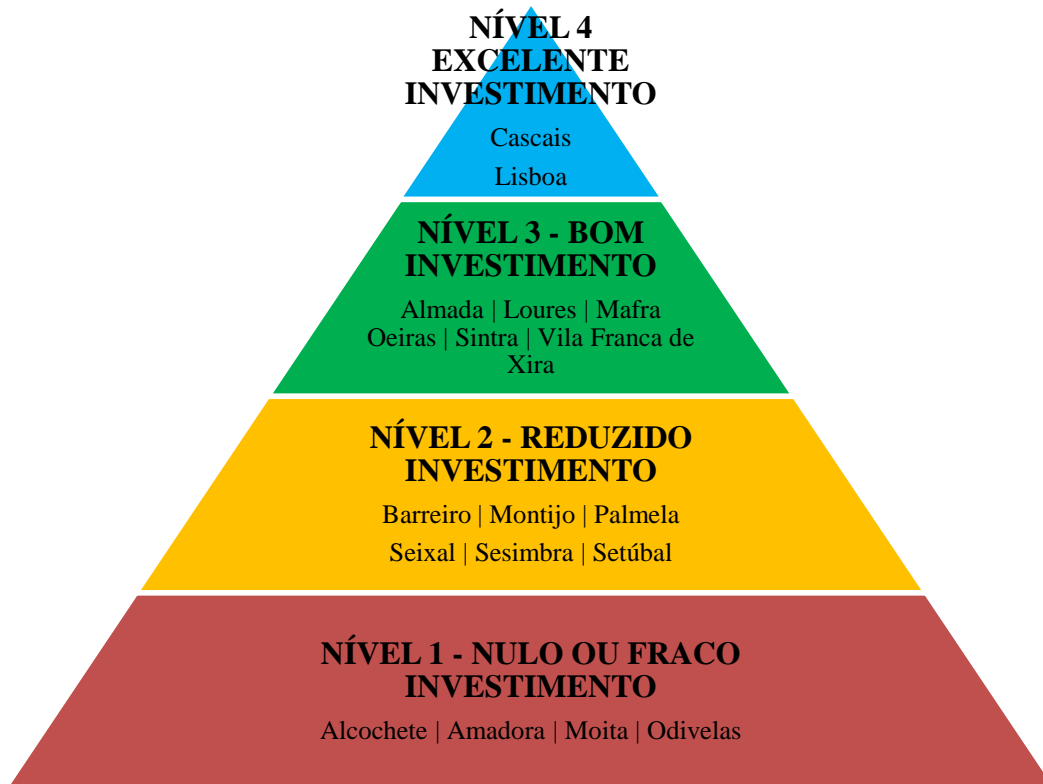 NÍVEL 4
EXCELENTE
INVESTIMENTO
Cascais
Lisboa
NÍVEL 3 - BOM
INVESTIMENTO
Almada | Loures | Mafra
Oeiras | Sintra | Vila Franca de
Xira
NÍVEL 2 - REDUZIDO
INVESTIMENTO
Barreiro | Montijo | Palmela
Seixal | Sesimbra | Setúbal
NÍVEL 1 - NULO OU FRACO
INVESTIMENTO
Alcochete | Amadora | Moita | Odivelas